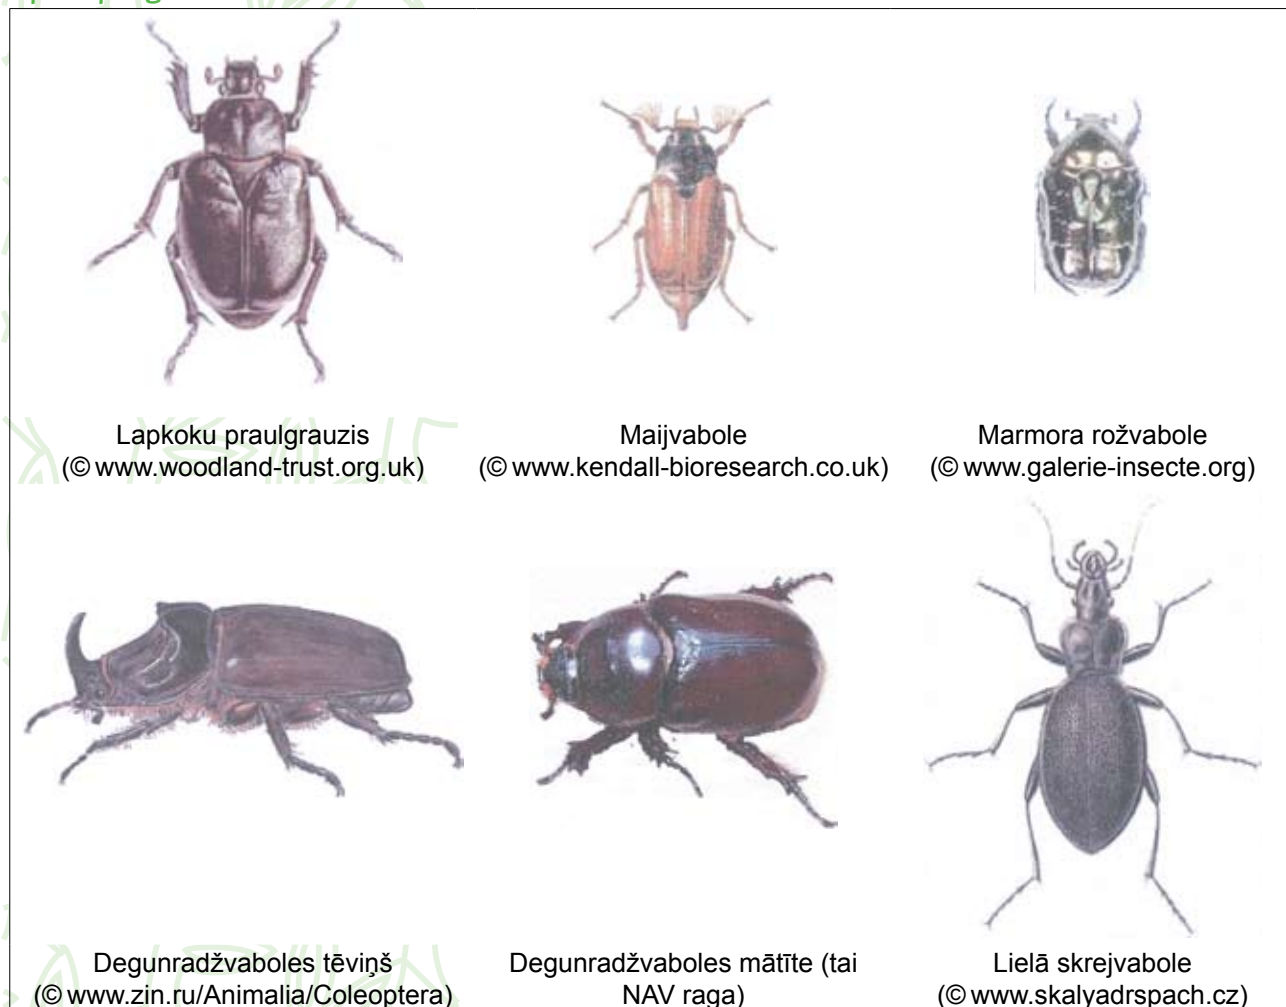 Lapkoku praulgrauzis
(© www.woodland-trust.org.uk)
Maijvabole
(© www.kendall-bioresearch.co.uk)
Marmora rožvabole
(© www.galerie-insecte.org)
Degunradžvaboles tēviņš
(© www.zin.ru/Animalia/Coleoptera)
Degunradžvaboles mātīte (tai
NAV raga)
Lielā skrejvabole
(© www.skalyadrspach.cz)